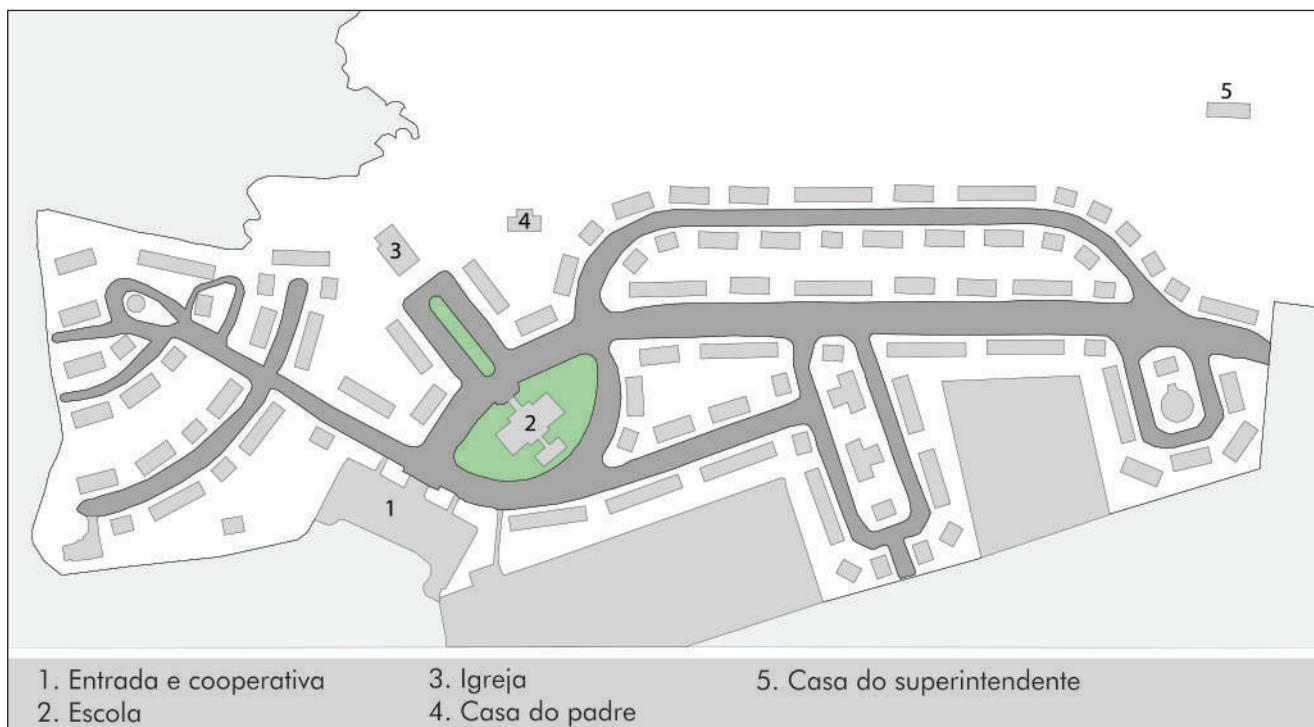 5
4
3
2
1
1. Entrada e cooperativa
2. Escola
3. Igreja
4. Casa do padre
5. Casa do superintendente